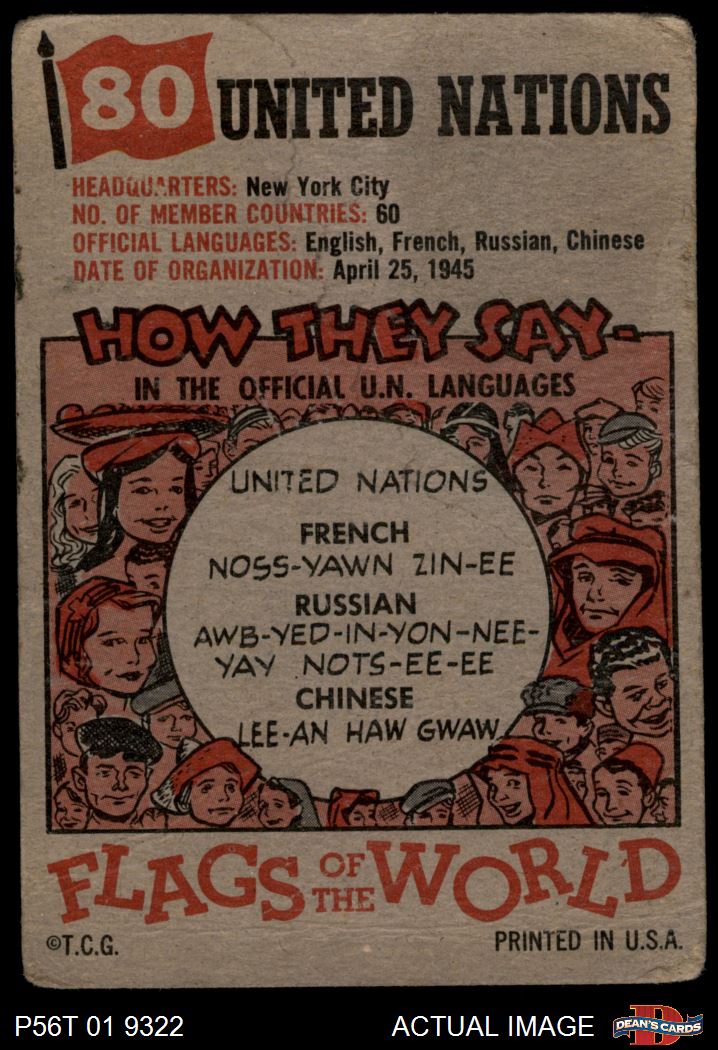 80 UNITED NATIONS
HEADQUARTERS: New York City
NO. OF MEMBER COUNTRIES: 60
OFFICIAL LANGUAGES: English, French, Russian, Chinese
DATE OF ORGANIZATION: April 25, 1945
HOW THEY SAY-
IN THE OFFICIAL U.N. LANGUAGES
UNITED NATIONS
FRENCH
NOSS-YAWN ZIN-EE
RUSSIAN
AWB-YED-IN-YON-NEE-
YAY NOTS-EE-EE
CHINESE
LEE-AN HAW GWAW
FLAGS OF THE WORLD
©T.C.G.
PRINTED IN U.S.A.
P56T 01 9322
ACTUAL IMAGE
DEAN'S CARDS